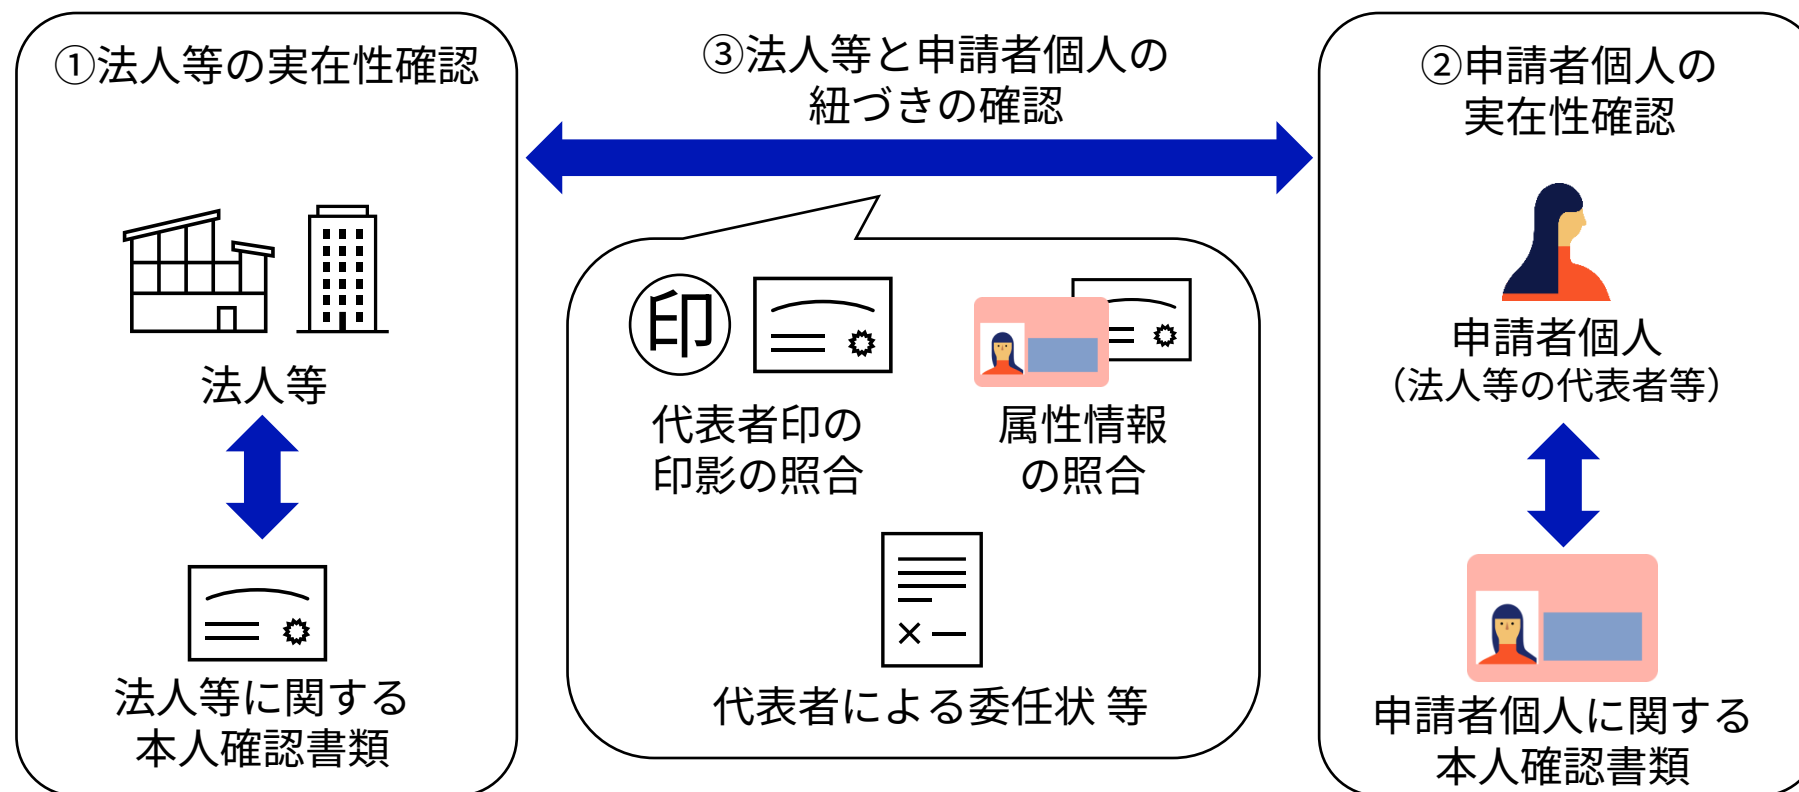 ①法人等の実在性確認
法人等
法人等に関する
本人確認書類
③法人等と申請者個人の
紐づきの確認
印
代表者印の
印影の照合
属性情報
の照合
代表者による委任状 等
②申請者個人の
実在性確認
申請者個人
（法人等の代表者等）
申請者個人に関する
本人確認書類